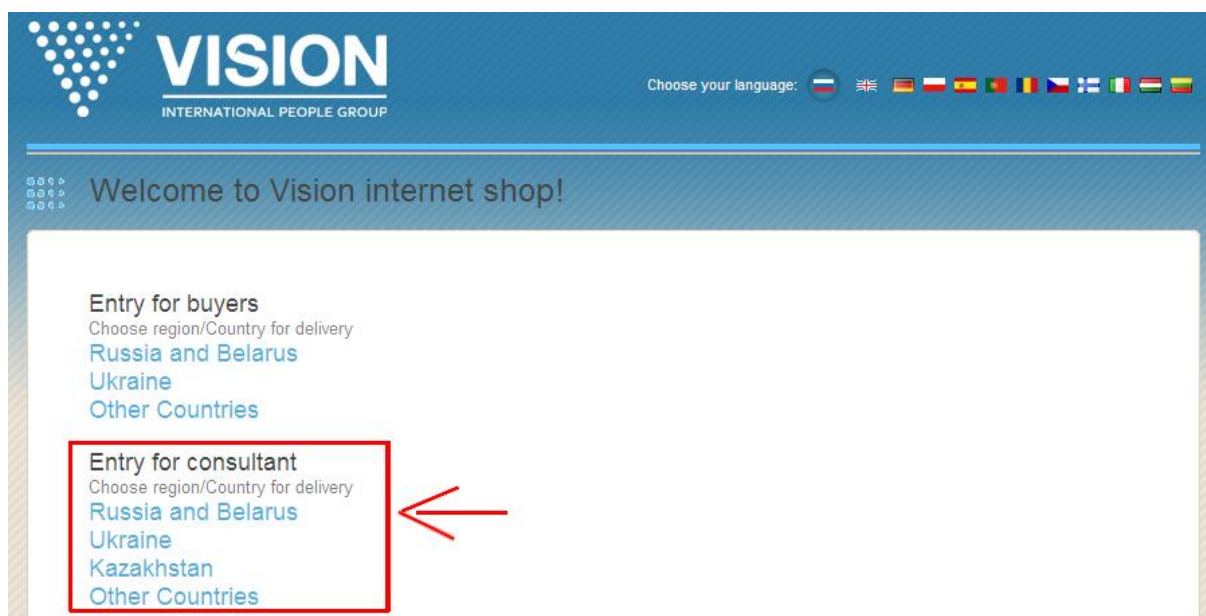 VISION
INTERNATIONAL PEOPLE GROUP
Choose your language:
Welcome to Vision internet shop!
Entry for buyers
Choose region/Country for delivery
Russia and Belarus
Ukraine
Other Countries
Entry for consultant
Choose region/Country for delivery
Russia and Belarus
Ukraine
Kazakhstan
Other Countries